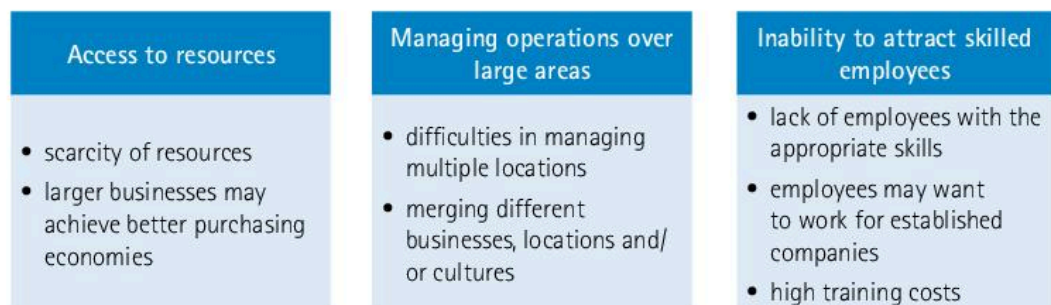 Access to resources
• scarcity of resources
• larger businesses may
achieve better purchasing
economies
Managing operations over
large areas
• difficulties in managing
multiple locations
• merging different
businesses, locations and/
or cultures
Inability to attract skilled
employees
• lack of employees with the
appropriate skills
• employees may want
to work for established
companies
• high training costs